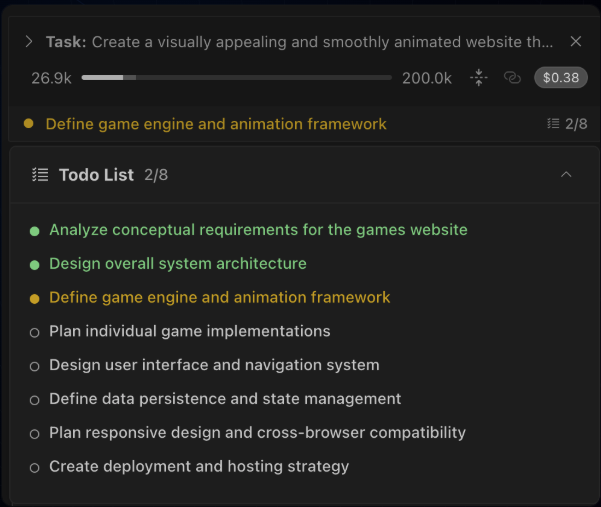 Task: Create a visually appealing and smoothly animated website th...
26.9k 200.0k $0.38
Define game engine and animation framework 2/8
Todo List 2/8
Analyze conceptual requirements for the games website
Design overall system architecture
Define game engine and animation framework
Plan individual game implementations
Design user interface and navigation system
Define data persistence and state management
Plan responsive design and cross-browser compatibility
Create deployment and hosting strategy